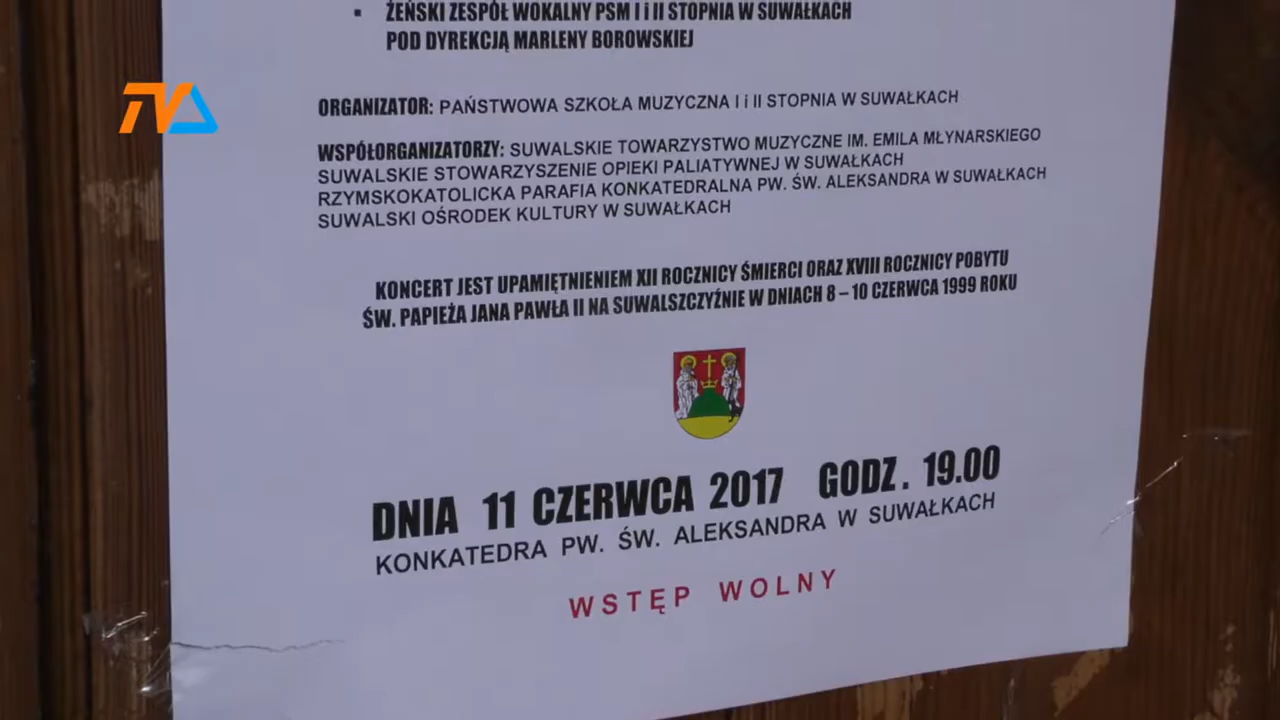 ▪ ŻEŃSKI ZESPÓŁ WOKALNY PSM I i II STOPNIA W SUWAŁKACH
POD DYREKCJĄ MARLENY BOROWSKIEJ
TVA
ORGANIZATOR: PAŃSTWOWA SZKOŁA MUZYCZNA I i II STOPNIA W SUWAŁKACH
WSPÓŁORGANIZATORZY: SUWALSKIE TOWARZYSTWO MUZYCZNE IM. EMILA MŁYNARSKIEGO
SUWALSKIE STOWARZYSZENIE OPIEKI PALIATYWNEJ W SUWAŁKACH
RZYMSKOKATOLICKA PARAFIA KONKATEDRALNA PW. ŚW. ALEKSANDRA W SUWAŁKACH
SUWALSKI OŚRODEK KULTURY W SUWAŁKACH
KONCERT JEST UPAMIĘTNIENIEM XII ROCZNICY ŚMIERCI ORAZ XVIII ROCZNICY POBYTU
ŚW. PAPIEŻA JANA PAWŁA II NA SUWALSZCZYŹNIE W DNIACH 8 – 10 CZERWCA 1999 ROKU
DNIA 11 CZERWCA 2017 GODZ. 19.00
KONKATEDRA PW. ŚW. ALEKSANDRA W SUWAŁKACH
WSTĘP WOLNY